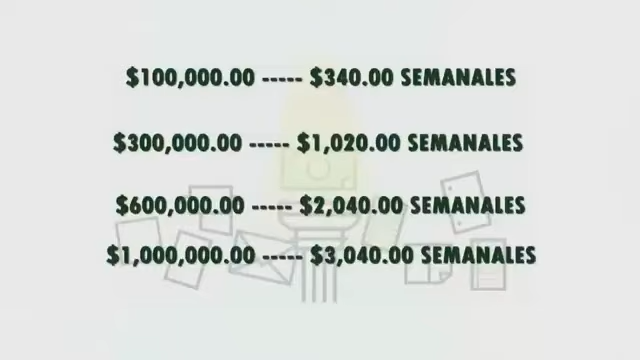 $100,000.00 ----- $340.00 SEMANALES
$300,000.00 ----- $1,020.00 SEMANALES
$600,000.00 ----- $2,040.00 SEMANALES
$1,000,000.00 ----- $3,040.00 SEMANALES